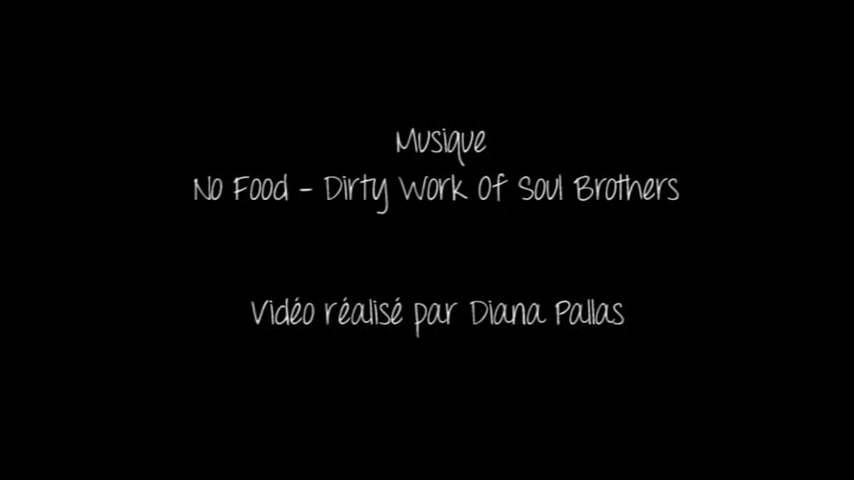 Musique
No Food - Dirty Work Of Soul Brothers
Vidéo réalisé par Diana Pallas